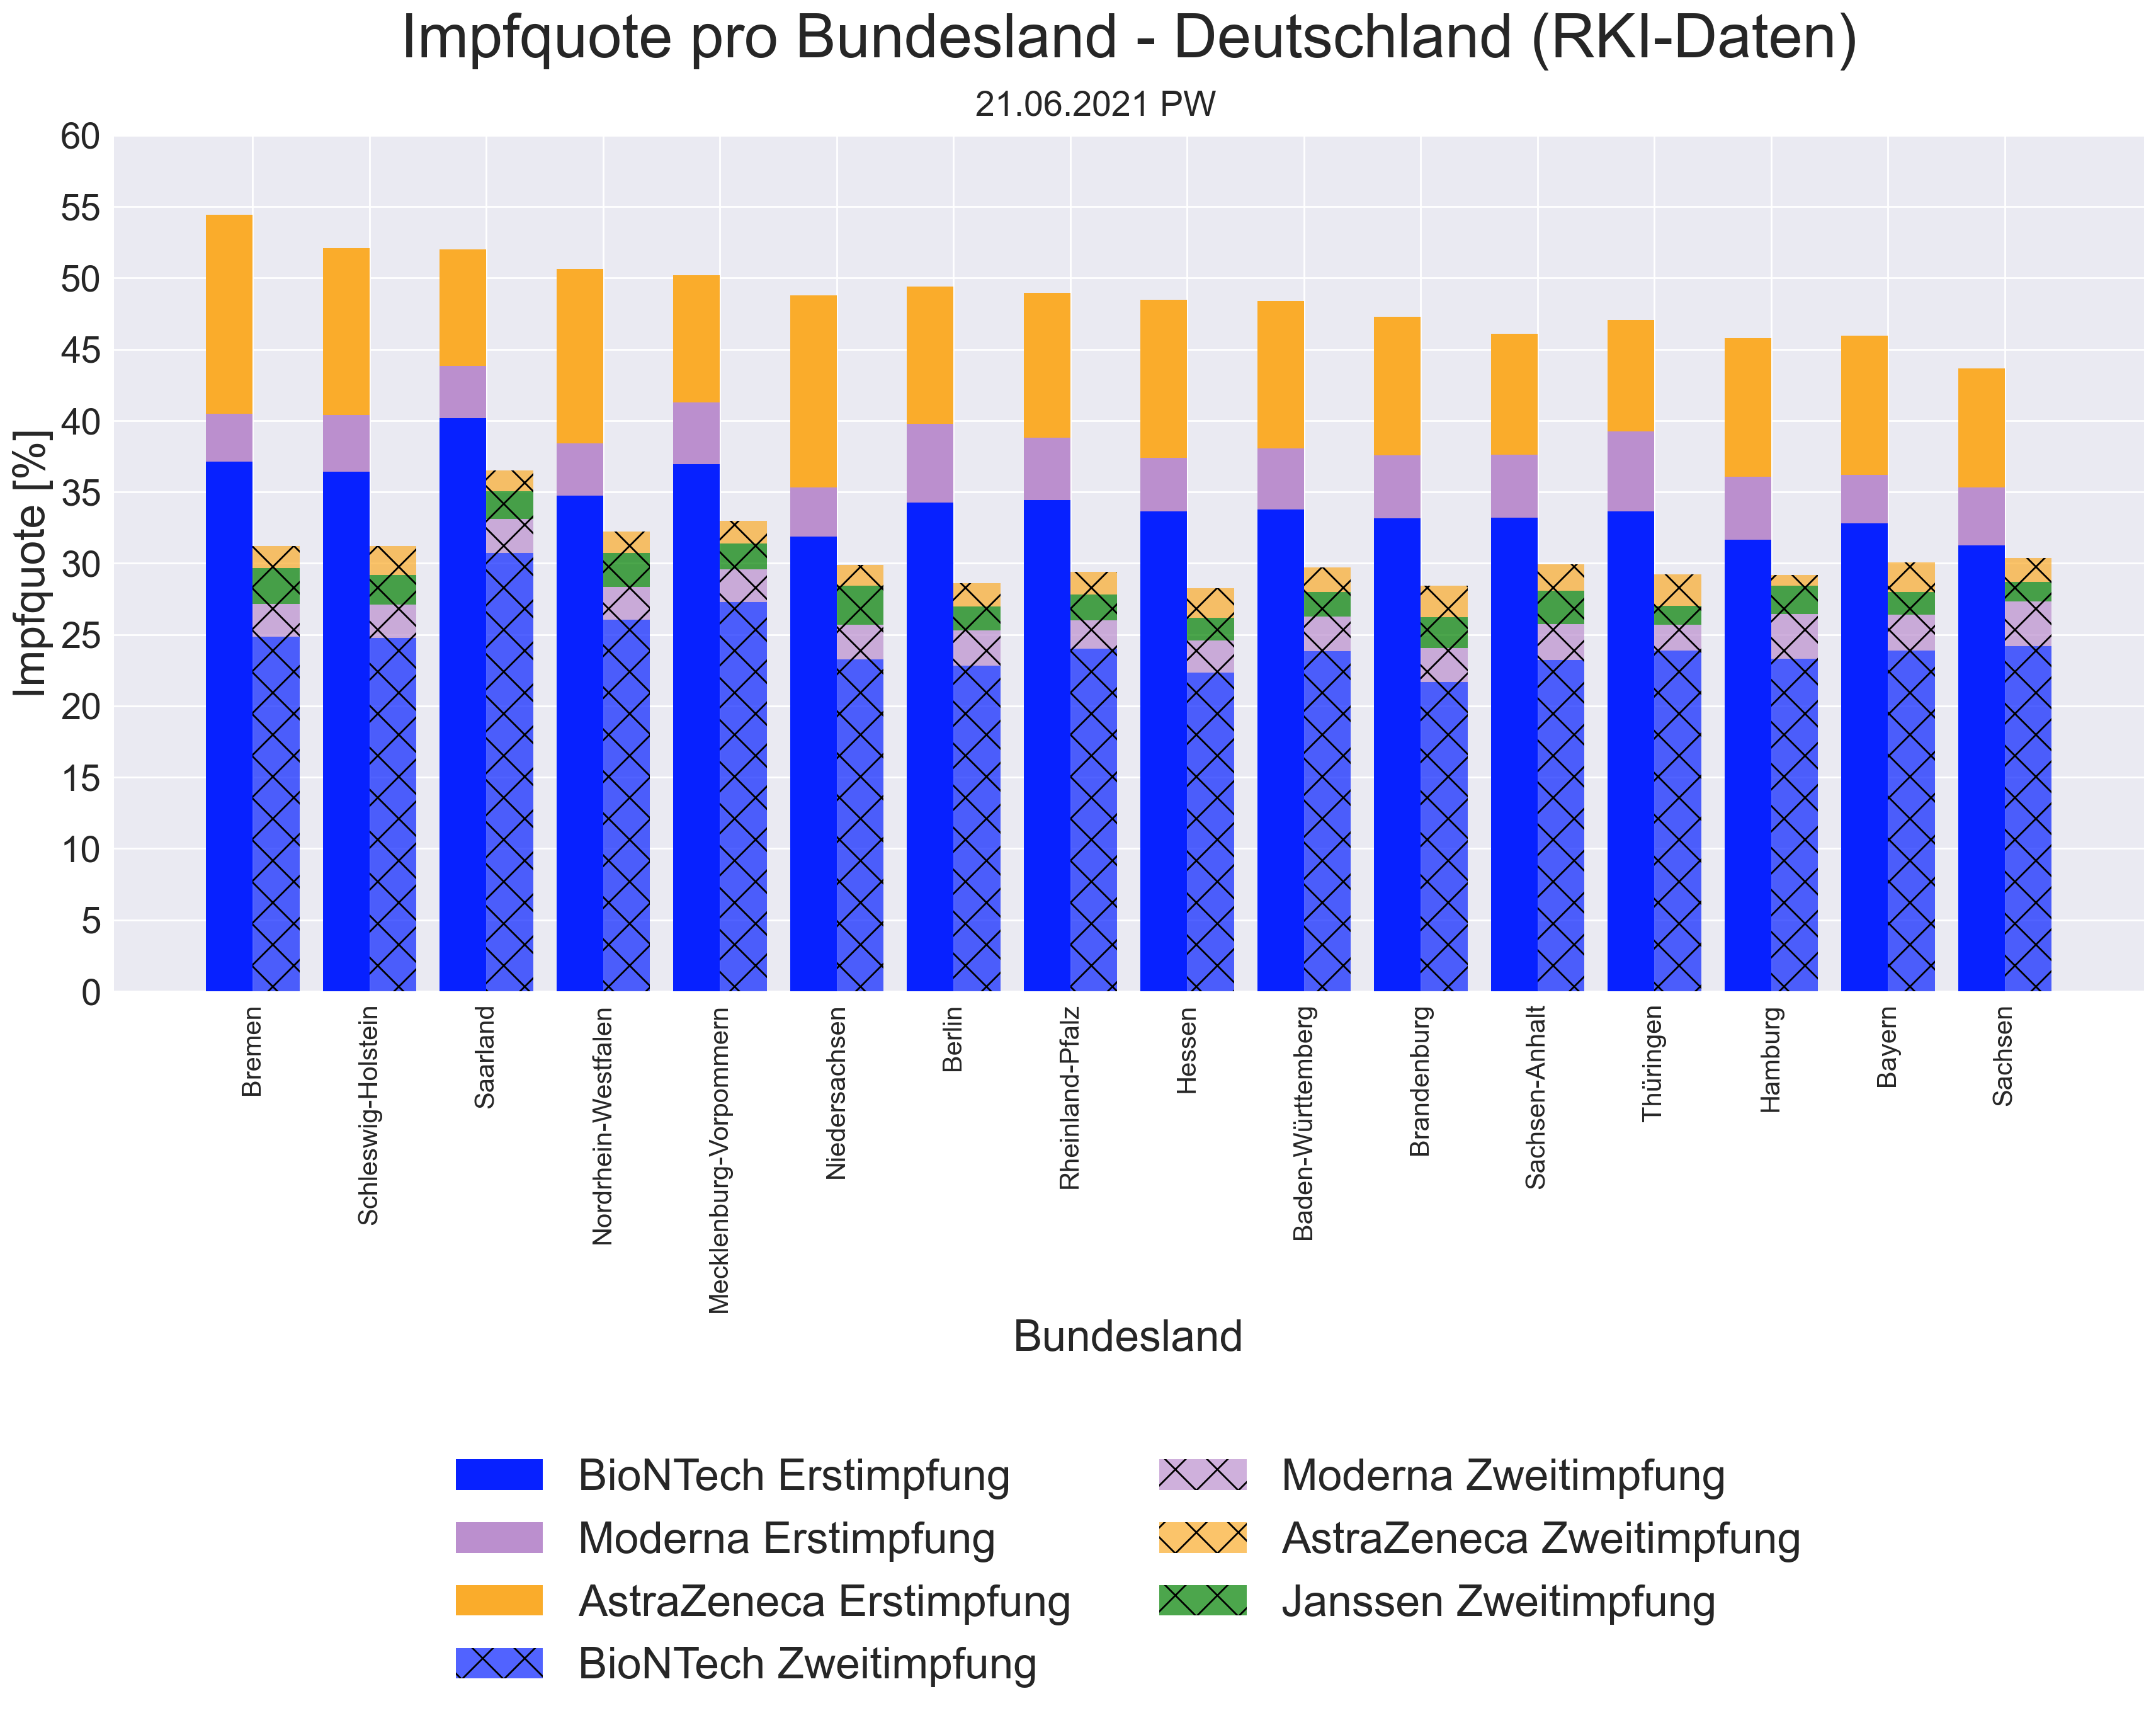 Impfquote pro Bundesland - Deutschland (RKI-Daten)
21.06.2021 PW
Impfquote [%]
60
55
50
45
40
35
30
25
20
15
10
5
0
Bremen
Schleswig-Holstein
Saarland
Nordrhein-Westfalen
Mecklenburg-Vorpommern
Niedersachsen
Berlin
Rheinland-Pfalz
Hessen
Baden-Württemberg
Brandenburg
Sachsen-Anhalt
Thüringen
Hamburg
Bayern
Sachsen
Bundesland
BioNTech Erstimpfung
Moderna Erstimpfung
AstraZeneca Erstimpfung
BioNTech Zweitimpfung
Moderna Zweitimpfung
AstraZeneca Zweitimpfung
Janssen Zweitimpfung